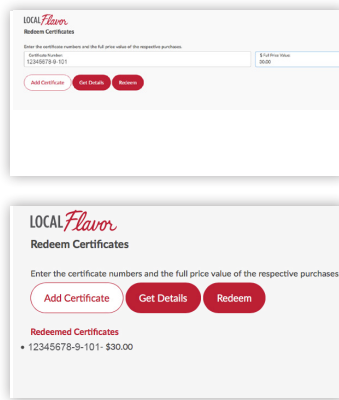 LOCAL Flavor
Redeem Certificates
Enter the certificate numbers and the full price value of the respective purchases.
Certificate Number: $ Full Price Value
12345678-9-101 30.00
Add Certificate Get Details Redeem
LOCAL Flavor
Redeem Certificates
Enter the certificate numbers and the full price value of the respective purchases
Add Certificate Get Details Redeem
Redeemed Certificates
• 12345678-9-101- $30.00